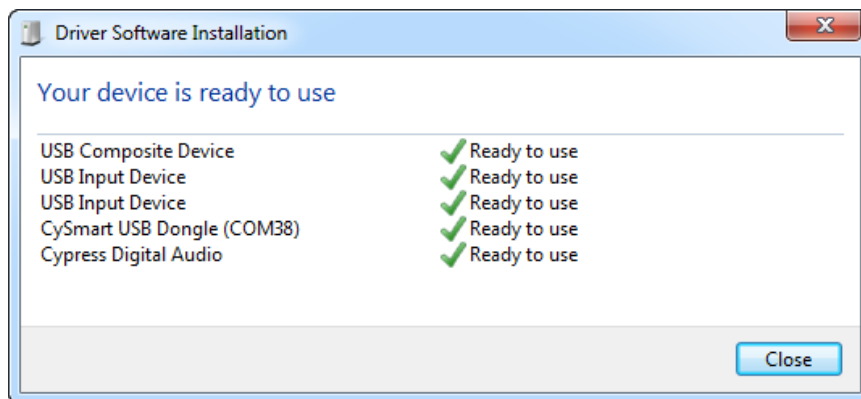 Driver Software Installation
Your device is ready to use
USB Composite Device Ready to use
USB Input Device Ready to use
USB Input Device Ready to use
CySmart USB Dongle (COM38) Ready to use
Cypress Digital Audio Ready to use
Close